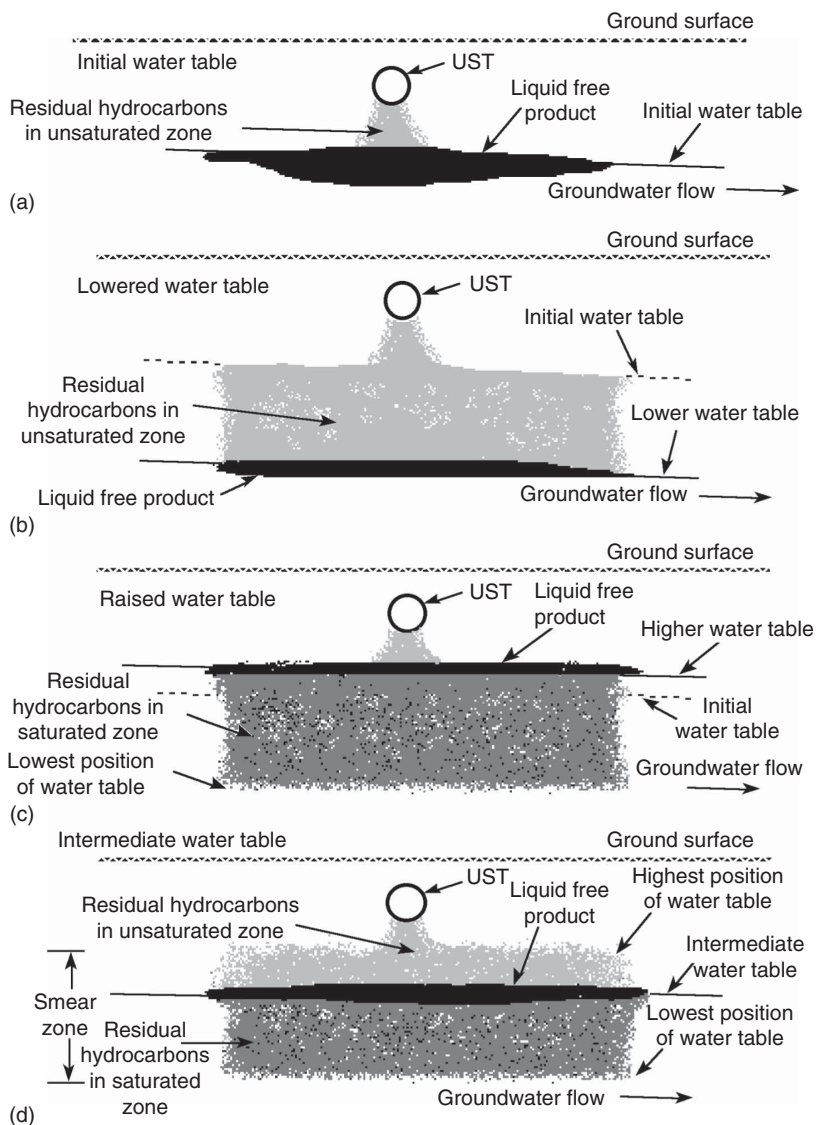 Ground surface
Initial water table
UST
Residual hydrocarbons
in unsaturated zone
Liquid free
product
Initial water table
Groundwater flow
(a)
Ground surface
Lowered water table
UST
Initial water table
Residual
hydrocarbons in
unsaturated zone
Lower water table
Liquid free product
Groundwater flow
(b)
Ground surface
Raised water table
UST
Liquid free
product
Higher water table
Residual
hydrocarbons in
saturated zone
Initial
water table
Lowest position
of water table
Groundwater flow
(c)
Intermediate water table
Ground surface
UST
Residual hydrocarbons
in unsaturated zone
Liquid free
product
Highest position
of water table
Intermediate
water table
Smear
zone
Residual
hydrocarbons
in saturated
zone
Lowest position
of water table
Groundwater flow
(d)